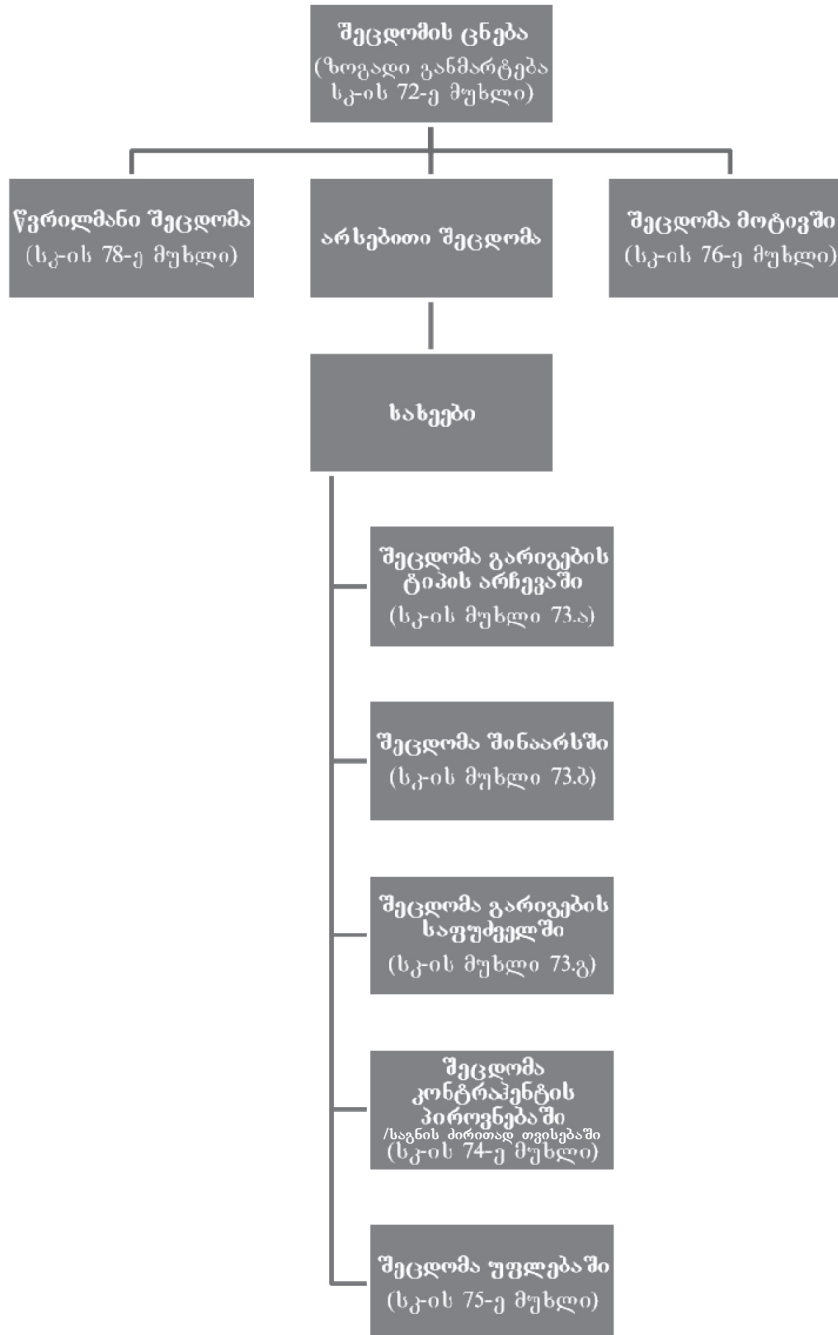 შეცდომის ცნება
(ზოგადი განმარტება
სკ-ის 72-ე მუხლი)
წვრილმანი შეცდომა
(სკ-ის 78-ე მუხლი)
არსებითი შეცდომა
შეცდომა მოტივში
(სკ-ის 76-ე მუხლი)
სახეები
შეცდომა გარიგების
ტიპის არჩევაში
(სკ-ის მუხლი 73.ა)
შეცდომა შინაარსში
(სკ-ის მუხლი 73.ბ)
შეცდომა გარიგების
საფუძველში
(სკ-ის მუხლი 73.გ)
შეცდომა
კონტრაჰენტის
პიროვნებაში
/საგნის ძირითად თვისებაში
(სკ-ის 74-ე მუხლი)
შეცდომა უფლებაში
(სკ-ის 75-ე მუხლი)